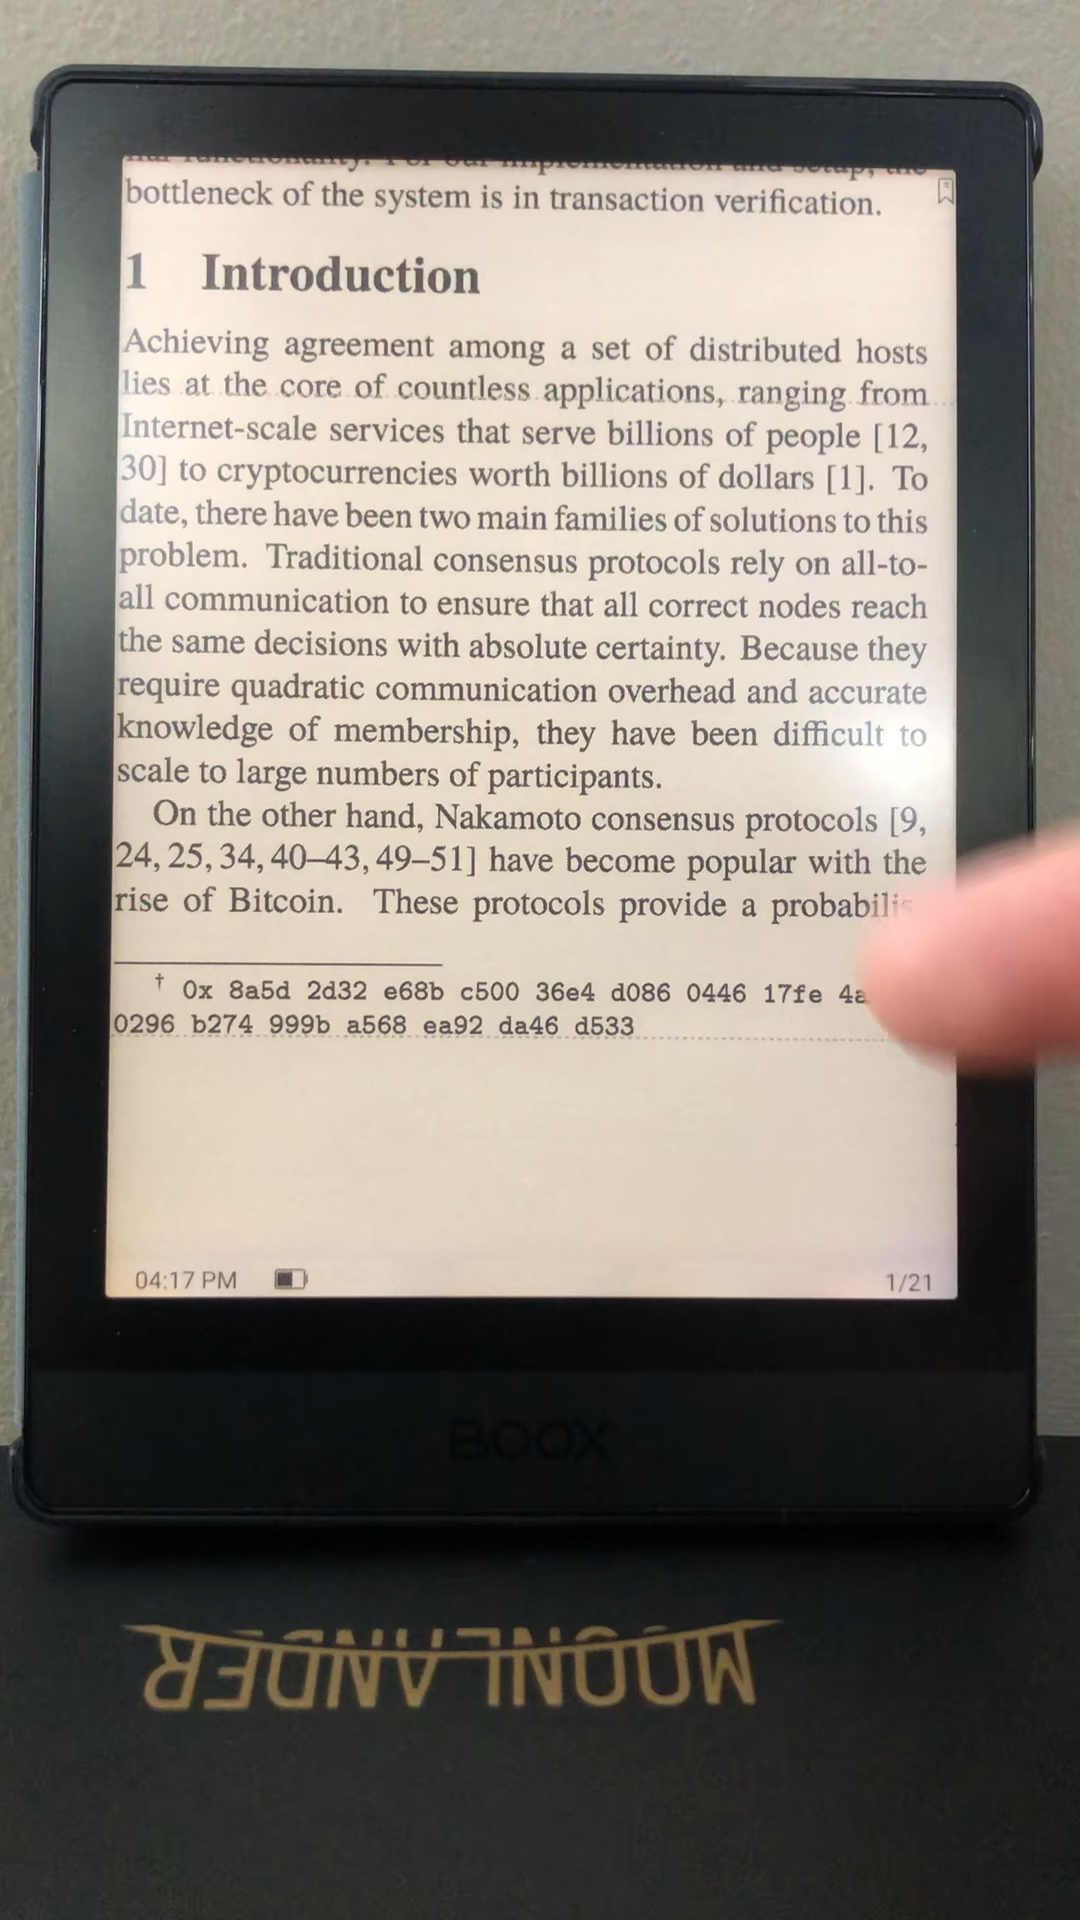 bottleneck of the system is in transaction verification.
1 Introduction
Achieving agreement among a set of distributed hosts
lies at the core of countless applications, ranging from
Internet-scale services that serve billions of people [12,
30] to cryptocurrencies worth billions of dollars [1]. To
date, there have been two main families of solutions to this
problem. Traditional consensus protocols rely on all-to-
all communication to ensure that all correct nodes reach
the same decisions with absolute certainty. Because they
require quadratic communication overhead and accurate
knowledge of membership, they have been difficult to
scale to large numbers of participants.
On the other hand, Nakamoto consensus protocols [9,
24, 25, 34, 40–43, 49–51] have become popular with the
rise of Bitcoin. These protocols provide a
† 0x 8a5d 2d32 e68b c500 36e4 d086 0446 17fe
0296 b274 999b a568 ea92 da46 d533
04:17 PM
1/21
BOOX
MOONLANDER